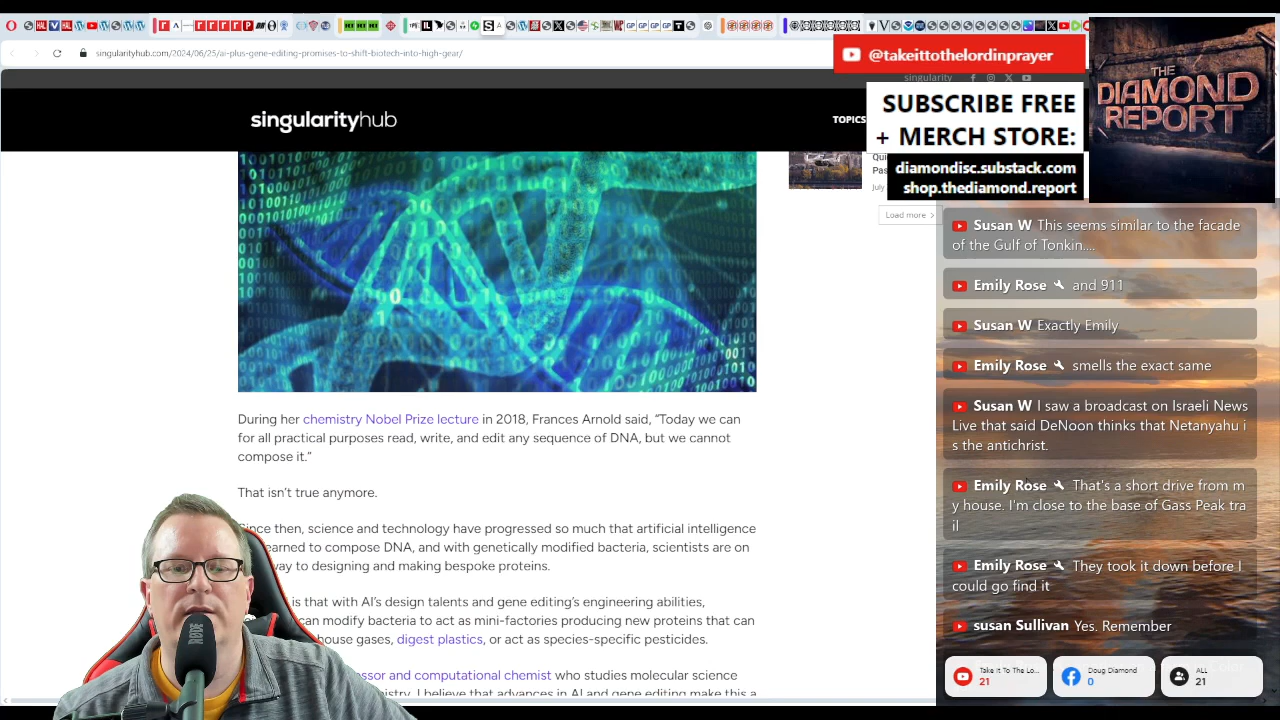 singularityhub.com/2024/06/25/ai-plus-gene-editing-promises-to-shift-biotech-into-high-gear/
@takeittothelordinprayer
singularity
singularityhub
TOPICS
SUBSCRIBE FREE
+ MERCH STORE:
diamondisc.substack.com
shop.thediamond.report
THE
DIAMOND
REPORT
Qui
Pas
July
Load more
During her chemistry Nobel Prize lecture in 2018, Frances Arnold said, “Today we can
for all practical purposes read, write, and edit any sequence of DNA, but we cannot
compose it.”
That isn’t true anymore.
Since then, science and technology have progressed so much that artificial intelligence
earned to compose DNA, and with genetically modified bacteria, scientists are on
way to designing and making bespoke proteins.
is that with AI’s design talents and gene editing’s engineering abilities,
can modify bacteria to act as mini-factories producing new proteins that can
house gases, digest plastics, or act as species-specific pesticides.
ssor and computational chemist who studies molecular science
istry, I believe that advances in AI and gene editing make this a
Susan W This seems similar to the facade
of the Gulf of Tonkin....
Emily Rose and 911
Susan W Exactly Emily
Emily Rose smells the exact same
Susan W I saw a broadcast on Israeli News
Live that said DeNoon thinks that Netanyahu i
s the antichrist.
Emily Rose That's a short drive from m
y house. I'm close to the base of Gass Peak tra
il
Emily Rose They took it down before I
could go find it
susan Sullivan Yes. Remember
Take It To The Lo...
21
Doug Diamond
0
ALL
21